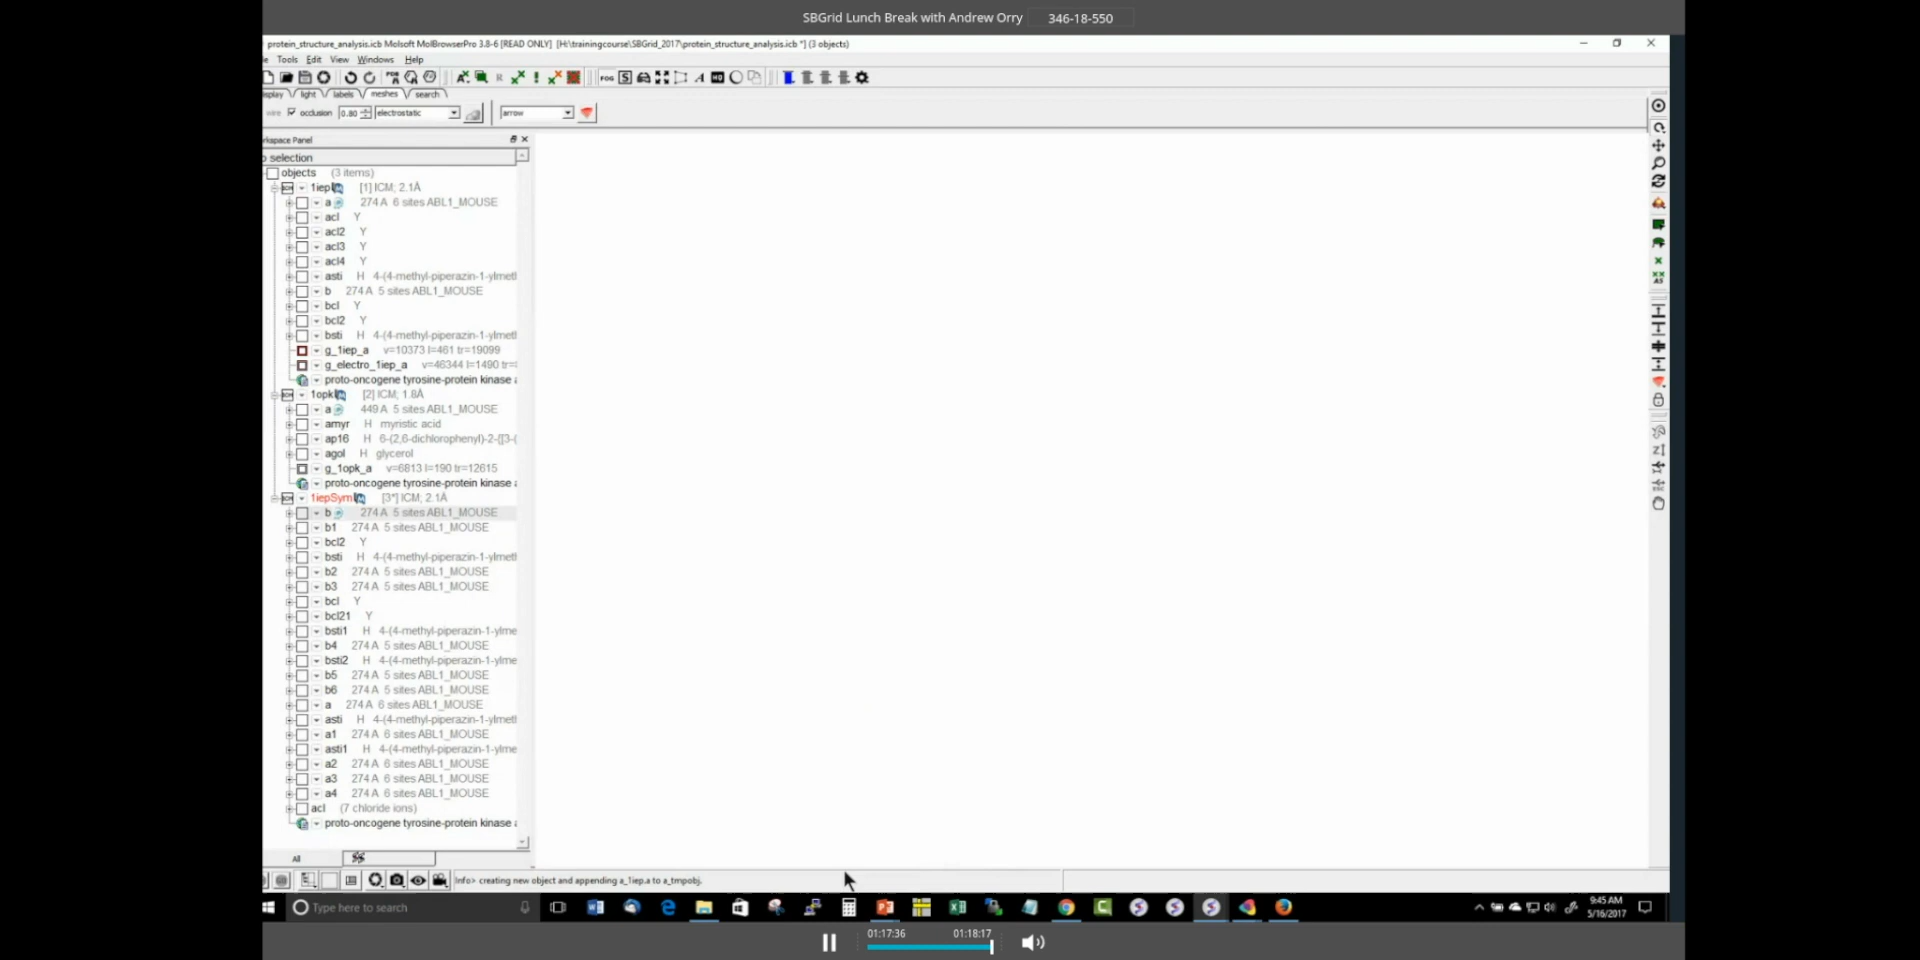 SBGrid Lunch Break with Andrew Orry 346-18-550
protein_structure_analysis.icb Molsoft MolBrowserPro 3.8-6 [READ ONLY] [H:\trainingcourse\SBGrid_2017\protein_structure_analysis.icb *] (3 objects)
Tools Edit View Windows Help
light labels meshes search
occlusion 0.80 electrostatic arrow
selection
objects (3 items)
1iep [1] ICM; 2.1Å
a 274 A 6 sites ABL1_MOUSE
acl Y
acl2 Y
acl3 Y
acl4 Y
asti H 4-(4-methyl-piperazin-1-ylmet
b 274 A 5 sites ABL1_MOUSE
bcl Y
bcl2 Y
bsti H 4-(4-methyl-piperazin-1-ylmet
g_1iep_a v=10373 l=461 tr=19099
g_electro_1iep_a v=46344 l=1490 tr=
proto-oncogene tyrosine-protein kinase
1opk [2] ICM; 1.8Å
a 449 A 5 sites ABL1_MOUSE
amyr H myristic acid
ap16 H 6-(2,6-dichlorophenyl)-2-{[3-(
agol H glycerol
g_1opk_a v=6813 l=190 tr=12615
proto-oncogene tyrosine-protein kinase
1iepSym [3*] ICM; 2.1Å
b 274 A 5 sites ABL1_MOUSE
b1 274 A 5 sites ABL1_MOUSE
bcl2 Y
bsti H 4-(4-methyl-piperazin-1-ylmet
b2 274 A 5 sites ABL1_MOUSE
b3 274 A 5 sites ABL1_MOUSE
bcl Y
bcl21 Y
bsti1 H 4-(4-methyl-piperazin-1-ylme
b4 274 A 5 sites ABL1_MOUSE
bsti2 H 4-(4-methyl-piperazin-1-ylme
b5 274 A 5 sites ABL1_MOUSE
b6 274 A 5 sites ABL1_MOUSE
a 274 A 6 sites ABL1_MOUSE
asti H 4-(4-methyl-piperazin-1-ylmet
a1 274 A 6 sites ABL1_MOUSE
asti1 H 4-(4-methyl-piperazin-1-ylme
a2 274 A 6 sites ABL1_MOUSE
a3 274 A 6 sites ABL1_MOUSE
a4 274 A 6 sites ABL1_MOUSE
acl (7 chloride ions)
proto-oncogene tyrosine-protein kinase
All
Info> creating new object and appending a_1iep.a to a_tmpobj.
Type here to search
9:45 AM
5/16/2017
01:17:36 01:18:17